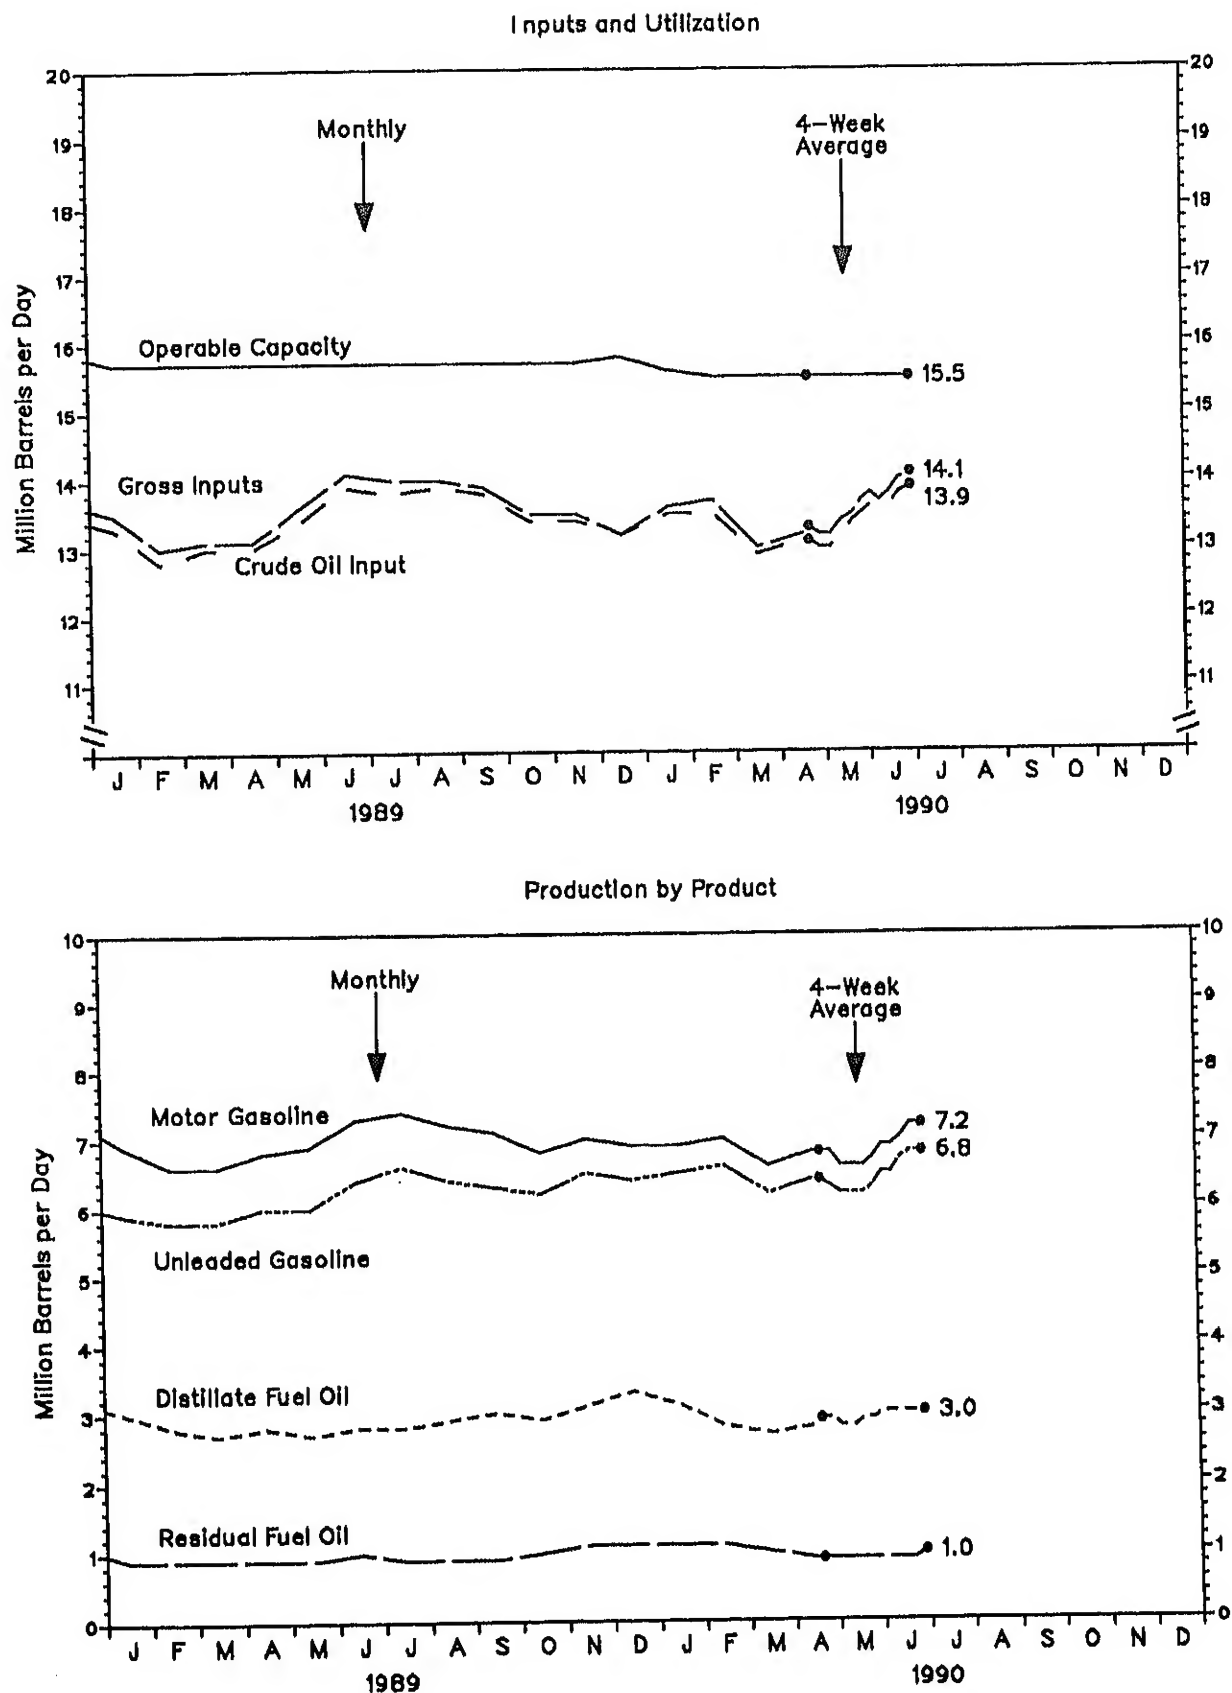 Inputs and Utilization
20 20
Monthly
4-Week
Average
19 19
18 18
17 17
16 16
Operable Capacity
15.5
15 15
14 14
Gross Inputs
14.1
13.9
13 13
Crude Oil Input
12 12
11 11
Million Barrels per Day
J F M A M J J A S O N D J F M A M J J A S O N D
1989 1990
Production by Product
10 10
Monthly
4-Week
Average
9 9
8 8
Motor Gasoline
7.2
7 7
6.8
6 6
Unleaded Gasoline
5 5
4 4
Distillate Fuel Oil
3.0
3 3
2 2
Residual Fuel Oil
1.0
1 1
0 0
Million Barrels per Day
J F M A M J J A S O N D J F M A M J J A S O N D
1989 1990